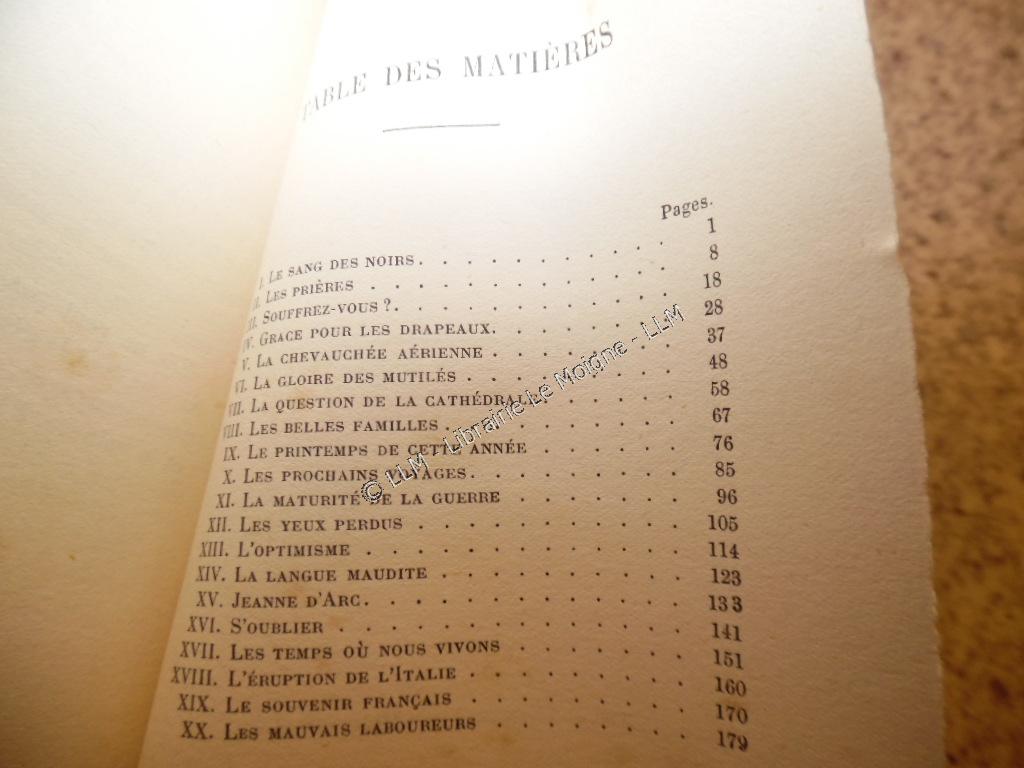 TABLE DES MATIÈRES
Pages.
I. LE SANG DES NOIRS. . . . . . . . . . 1
II. LES PRIÈRES . . . . . . . . . . . . 8
III. SOUFFREZ-VOUS ?. . . . . . . . . . . 18
IV. GRACE POUR LES DRAPEAUX. . . . . . . . 28
V. LA CHEVAUCHÉE AÉRIENNE . . . . . . . . 37
VI. LA GLOIRE DES MUTILÉS . . . . . . . . 48
VII. LA QUESTION DE LA CATHÉDRALE. . . . . . 58
VIII. LES BELLES FAMILLES . . . . . . . . . 67
IX. LE PRINTEMPS DE CETTE ANNÉE . . . . . . 76
X. LES PROCHAINS VOYAGES. . . . . . . . . 85
XI. LA MATURITÉ DE LA GUERRE . . . . . . . 96
XII. LES YEUX PERDUS . . . . . . . . . . . 105
XIII. L'OPTIMISME . . . . . . . . . . . . . 114
XIV. LA LANGUE MAUDITE . . . . . . . . . . 123
XV. JEANNE D'ARC. . . . . . . . . . . . . 133
XVI. S'OUBLIER . . . . . . . . . . . . . . 141
XVII. LES TEMPS OÙ NOUS VIVONS . . . . . . . 151
XVIII. L'ÉRUPTION DE L'ITALIE . . . . . . . . 160
XIX. LE SOUVENIR FRANÇAIS . . . . . . . . . 170
XX. LES MAUVAIS LABOUREURS . . . . . . . . 179
© LLM - Librairie Le Moigne - LLM